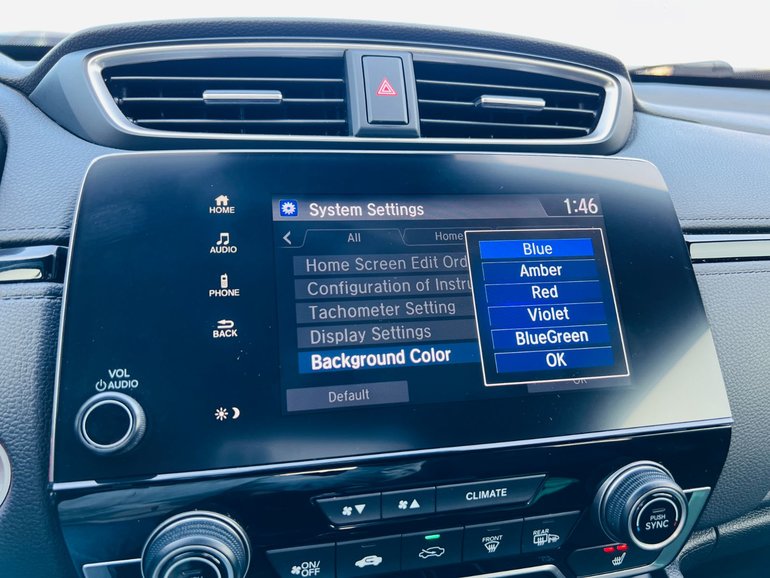 System Settings 1:46
All Home
Home Screen Edit Ord
Configuration of Instru
Tachometer Setting
Display Settings
Background Color
Default
Blue
Amber
Red
Violet
BlueGreen
OK
OK
HOME
AUDIO
PHONE
BACK
VOL
AUDIO
CLIMATE
ON/OFF
FRONT
REAR
PUSH
SYNC